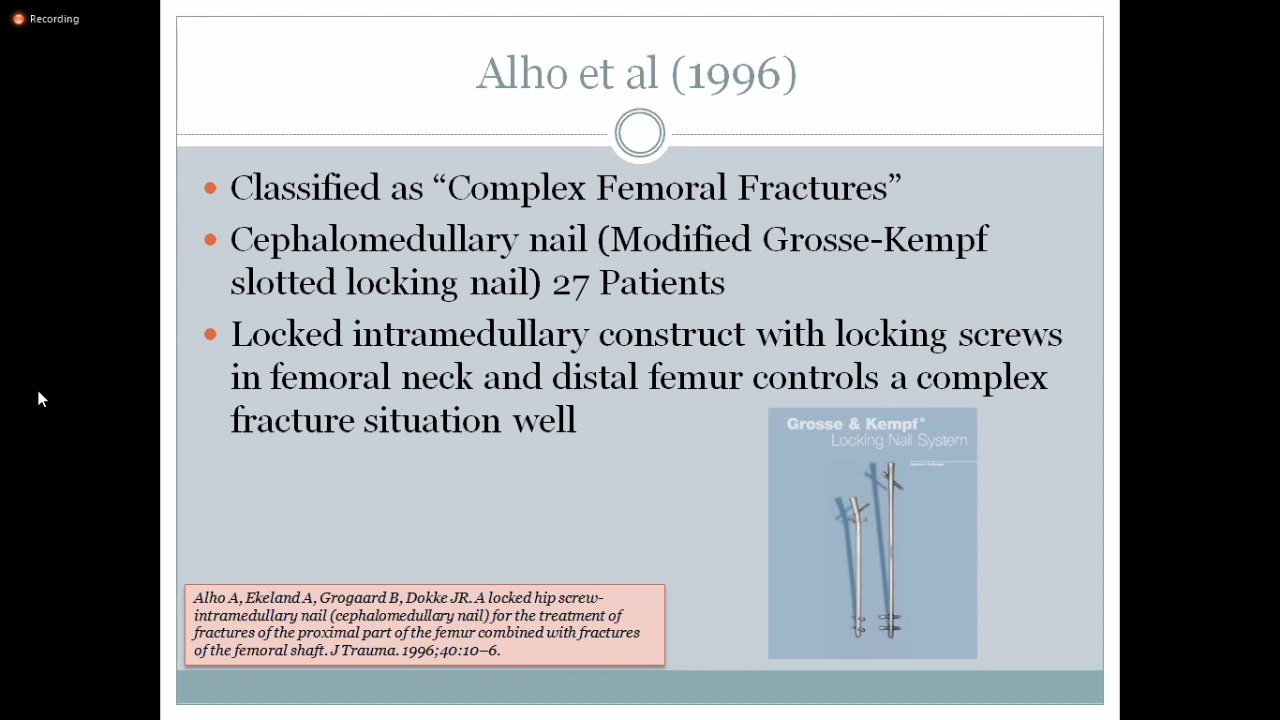 Recording
Alho et al (1996)
• Classified as “Complex Femoral Fractures”
• Cephalomedullary nail (Modified Grosse-Kempf
slotted locking nail) 27 Patients
• Locked intramedullary construct with locking screws
in femoral neck and distal femur controls a complex
fracture situation well
Grosse & Kempf®
Locking Nail System
Alho A, Ekeland A, Grogaard B, Dokke JR. A locked hip screw-
intramedullary nail (cephalomedullary nail) for the treatment of
fractures of the proximal part of the femur combined with fractures
of the femoral shaft. J Trauma. 1996;40:10–6.